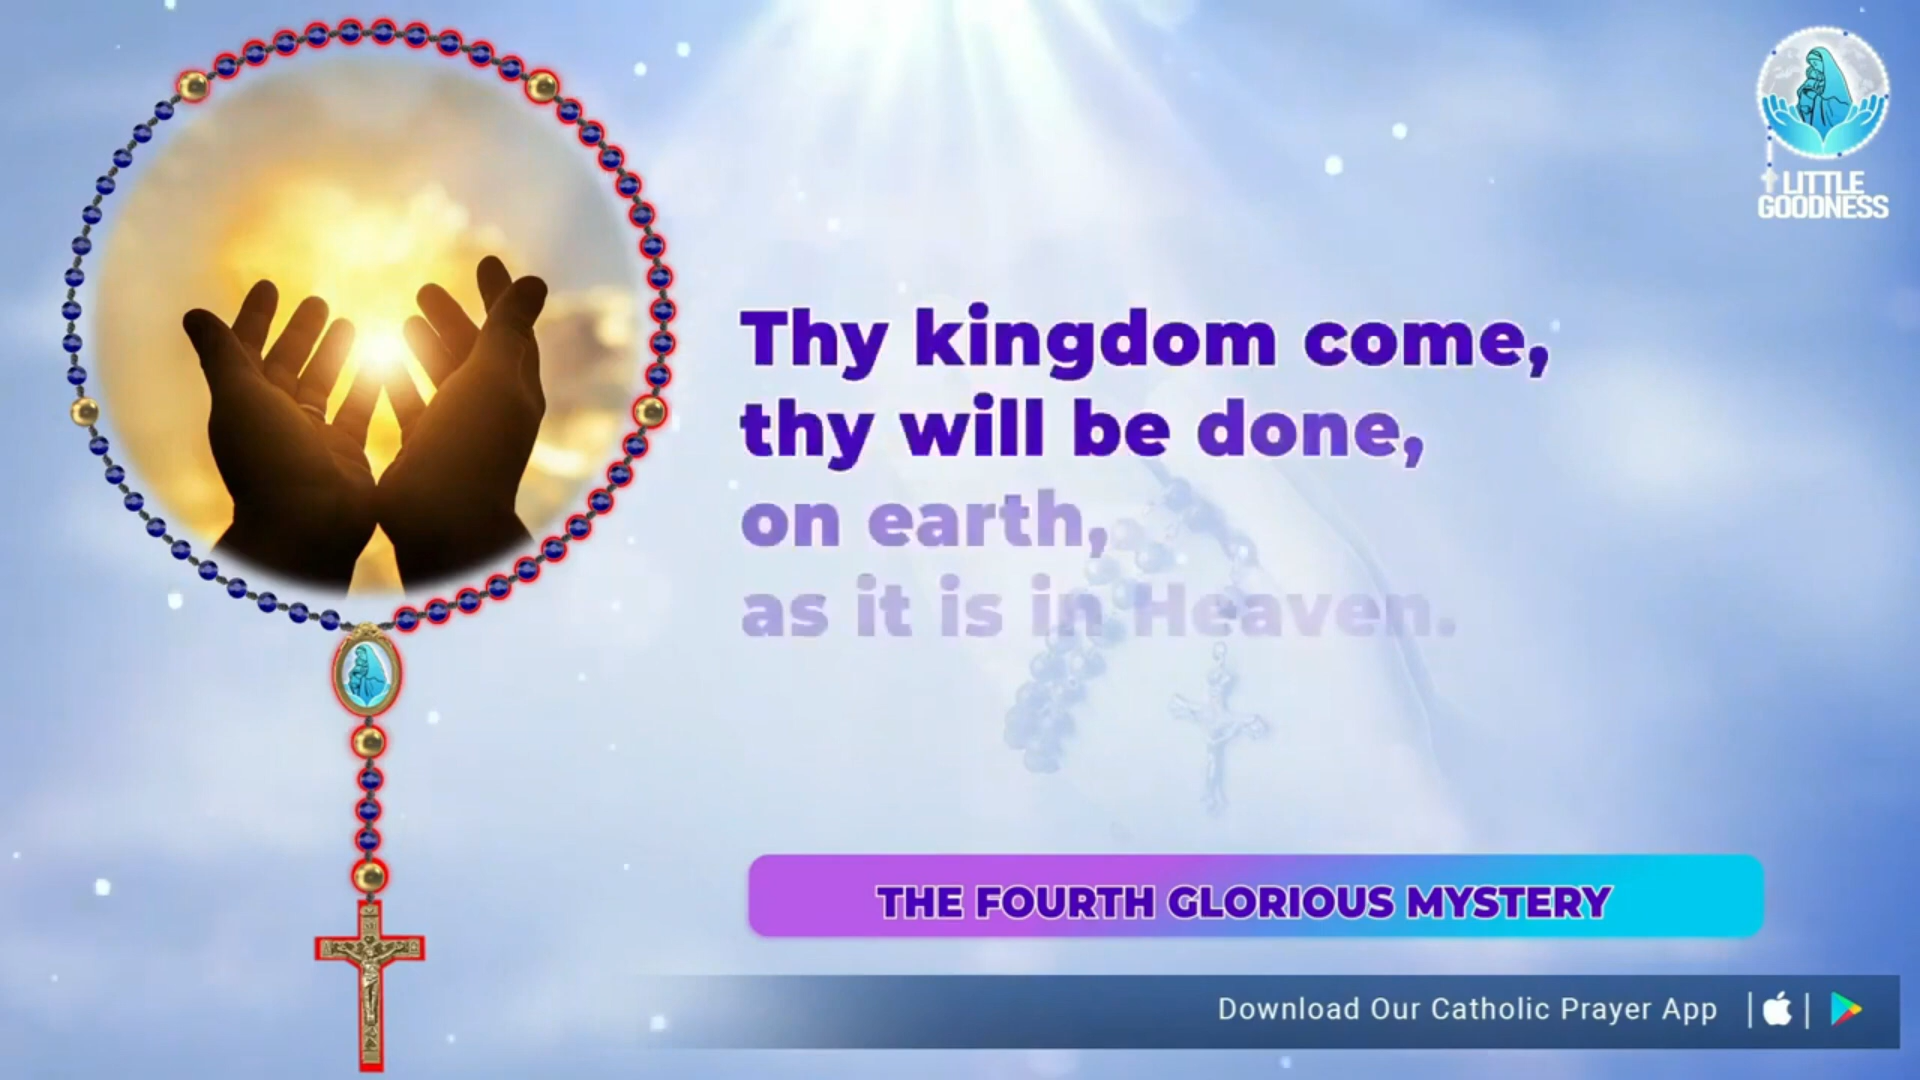 LITTLE
GOODNESS
Thy kingdom come,
thy will be done,
on earth,
as it is in Heaven.
THE FOURTH GLORIOUS MYSTERY
Download Our Catholic Prayer App